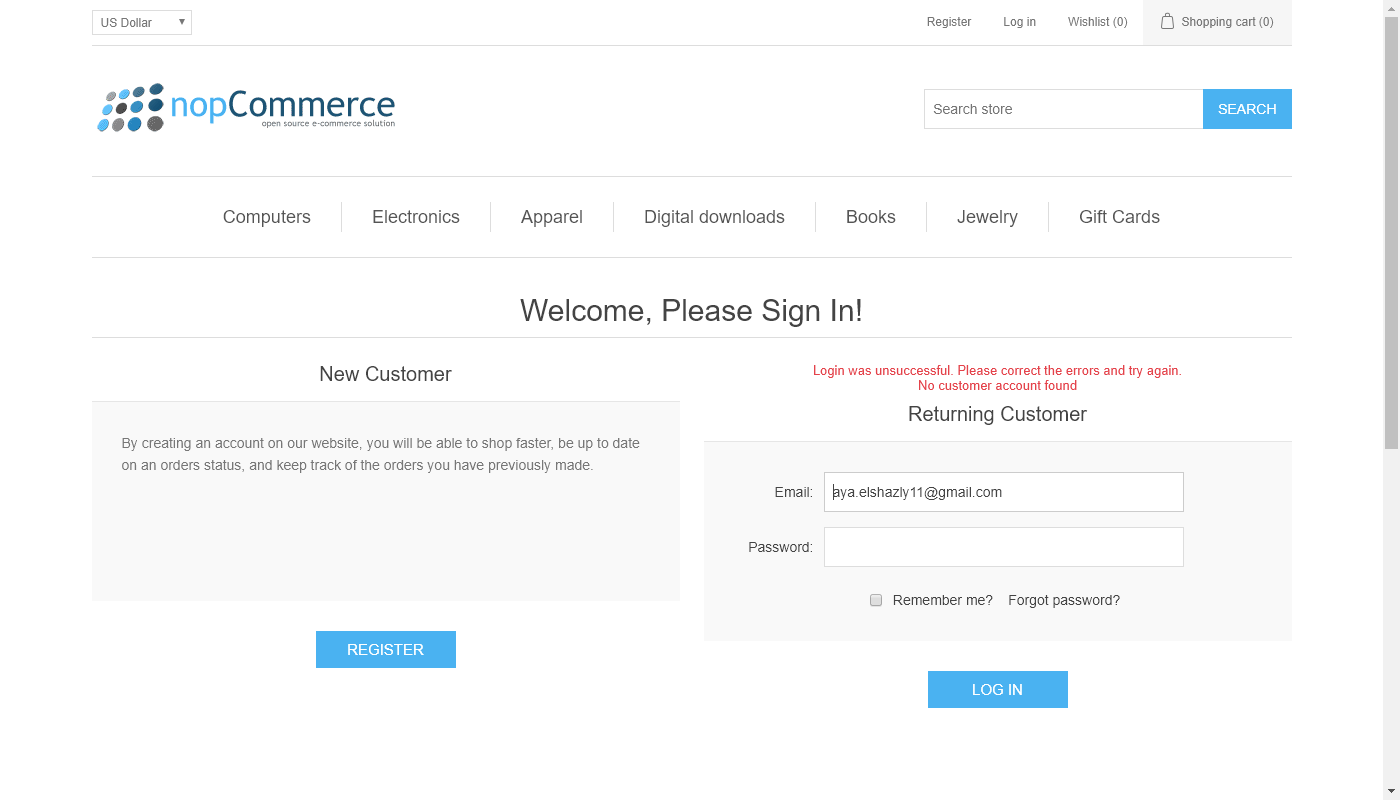 US Dollar
Register Log in Wishlist (0) Shopping cart (0)
nopCommerce
open source e-commerce solution
Search store SEARCH
Computers Electronics Apparel Digital downloads Books Jewelry Gift Cards
Welcome, Please Sign In!
New Customer
By creating an account on our website, you will be able to shop faster, be up to date
on an orders status, and keep track of the orders you have previously made.
REGISTER
Login was unsuccessful. Please correct the errors and try again.
No customer account found
Returning Customer
Email: aya.elshazly11@gmail.com
Password:
Remember me? Forgot password?
LOG IN